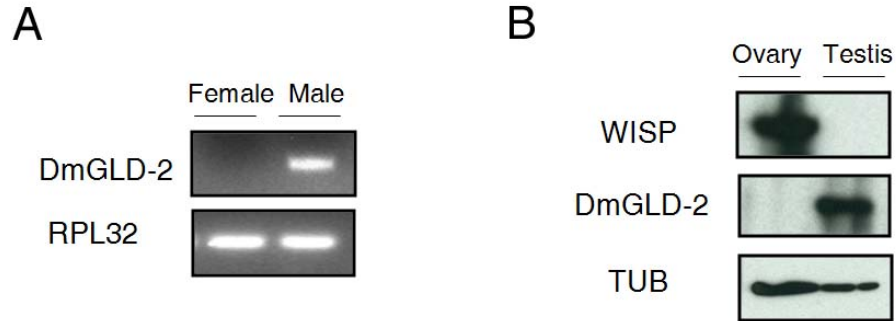 A
Female Male
DmGLD-2
RPL32
B
Ovary Testis
WISP
DmGLD-2
TUB